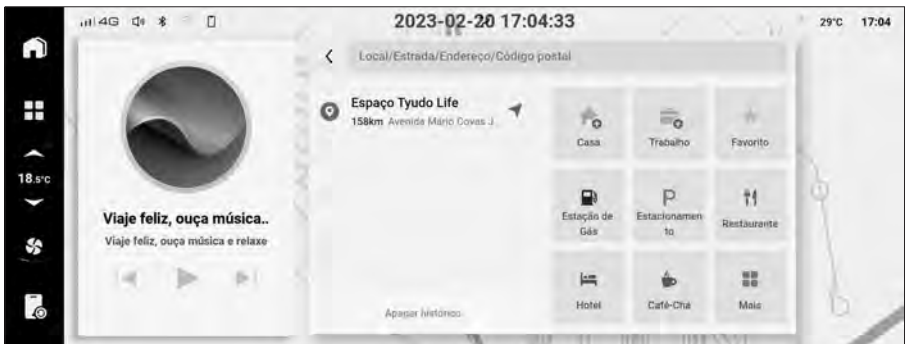 4G
2023-02-20 17:04:33
29°C 17:04
18.5°C
Viaje feliz, ouça música..
Viaje feliz, ouça música e relaxe
Local/Estrada/Endereço/Código postal
Espaço Tyudo Life
158km Avenida Mário Covas J.
Apagar histórico
Casa
Trabalho
Favorito
Estação de
Gás
Estacionamen
to
Restaurante
Hotel
Café-Chá
Mais